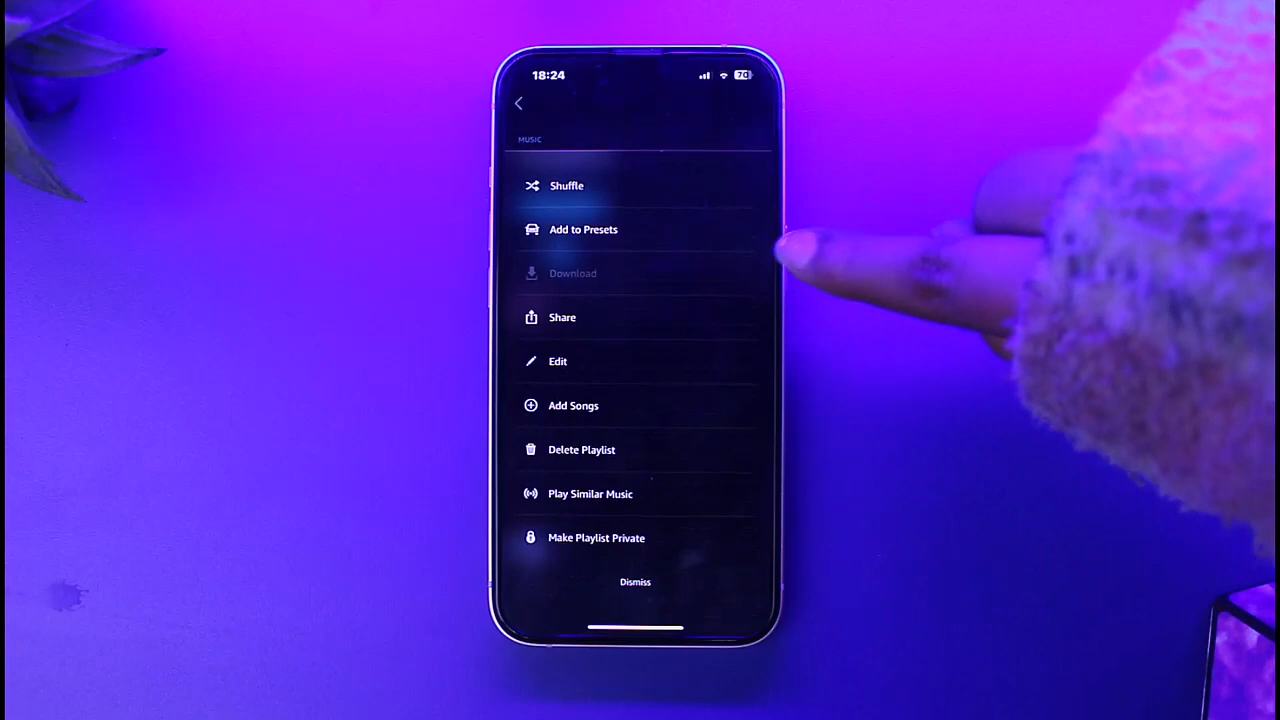 18:24
70
MUSIC
Shuffle
Add to Presets
Download
Share
Edit
Add Songs
Delete Playlist
Play Similar Music
Make Playlist Private
Dismiss